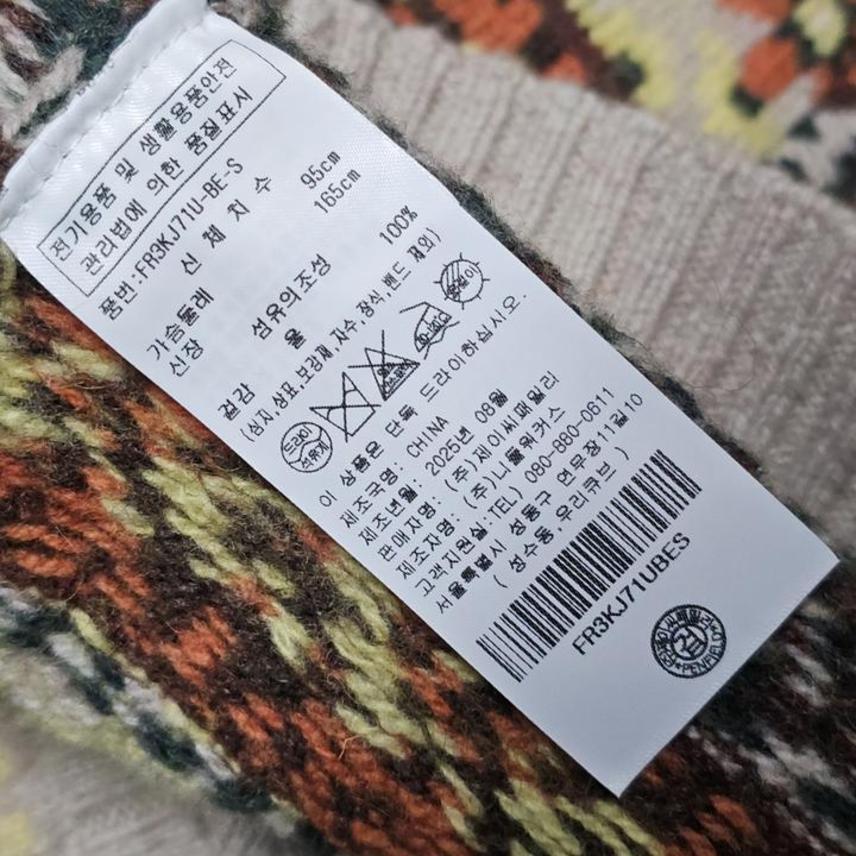 전기용품 및 생활용품안전
관리법에 의한 품질표시
품번:FR3KJ71U-BE-S
신 체 치 수
가슴둘레 95cm
신장 165cm
섬유의조성
겉감 울 100%
(심지,상표,보강재,자수,장식,밴드 제외)
드라이
석유계
이 상품은 단독 드라이하십시오.
제조국명: CHINA
제조년월: 2025년 08월
판매자명: (주)제이씨패밀리
제조자명: (주)니뜰워커스
고객지원실:TEL) 080-880-0611
서울특별시 성동구 연무장11길10
( 성수동, 우리큐브 )
FR3KJ71UBES
PENFIELD